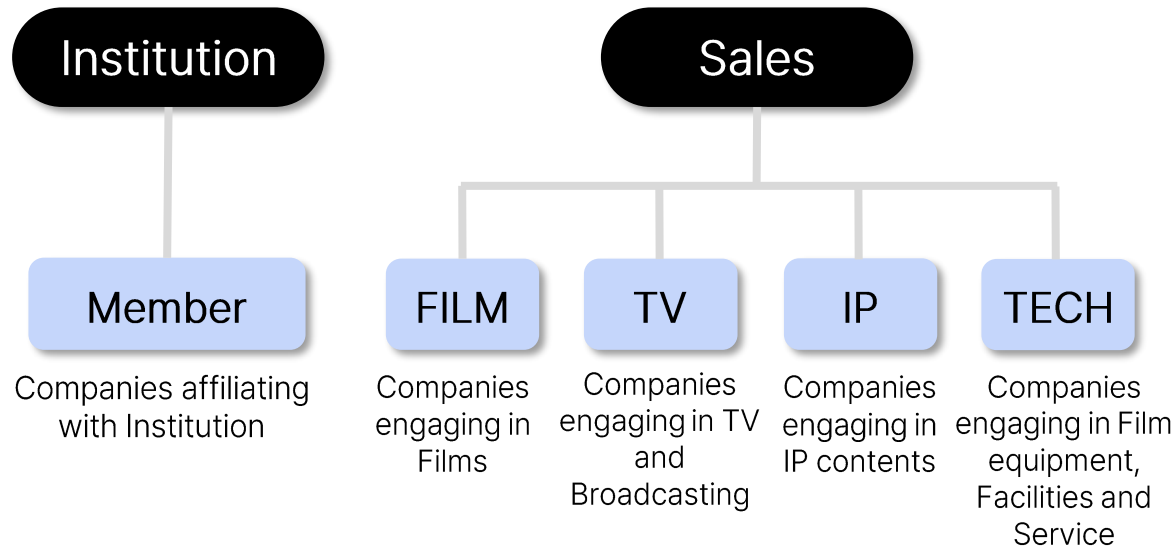 Institution
Sales
Member
FILM
TV
IP
TECH
Companies affiliating
with Institution
Companies
engaging in
Films
Companies
engaging in TV
and
Broadcasting
Companies
engaging in
IP contents
Companies
engaging in Film
equipment,
Facilities and
Service